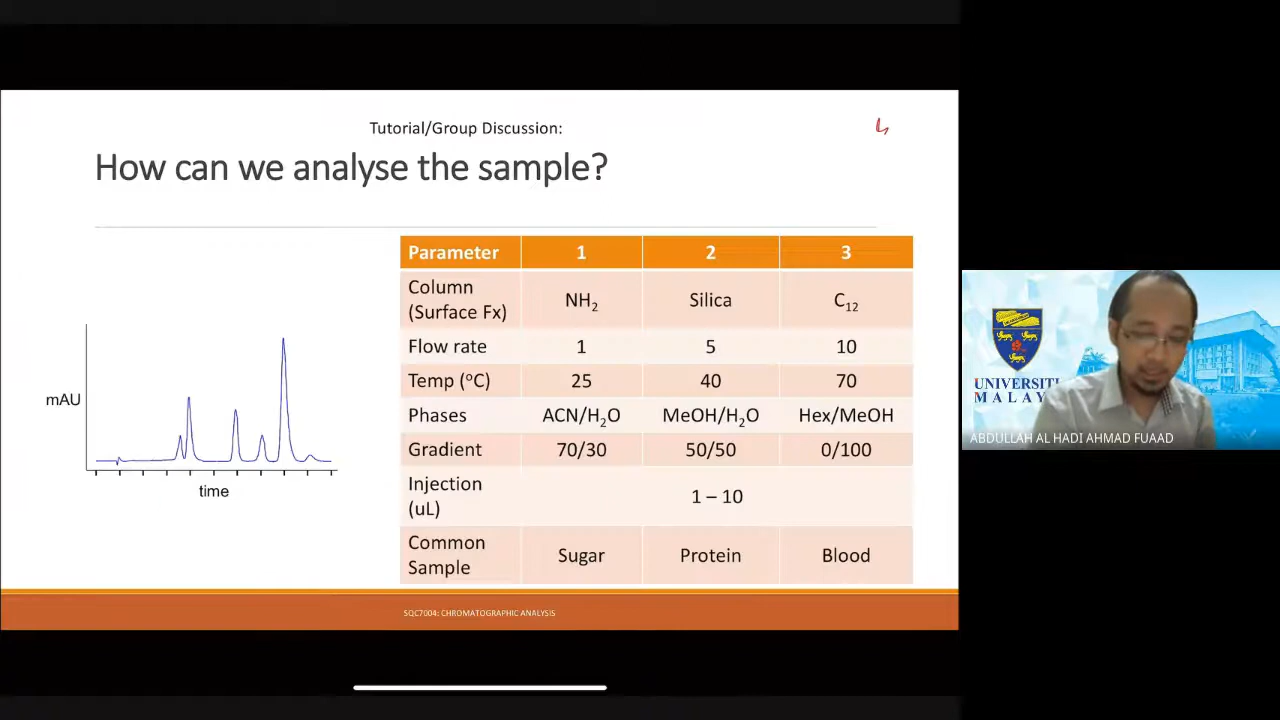 Tutorial/Group Discussion:
How can we analyse the sample?
Parameter 1 2 3
Column (Surface Fx) NH2 Silica C12
Flow rate 1 5 10
Temp (°C) 25 40 70
Phases ACN/H2O MeOH/H2O Hex/MeOH
Gradient 70/30 50/50 0/100
Injection (uL) 1 – 10
Common Sample Sugar Protein Blood
mAU
time
SQC7004: CHROMATOGRAPHIC ANALYSIS
UNIVERSITI
MALAY
ABDULLAH AL HADI AHMAD FUAAD